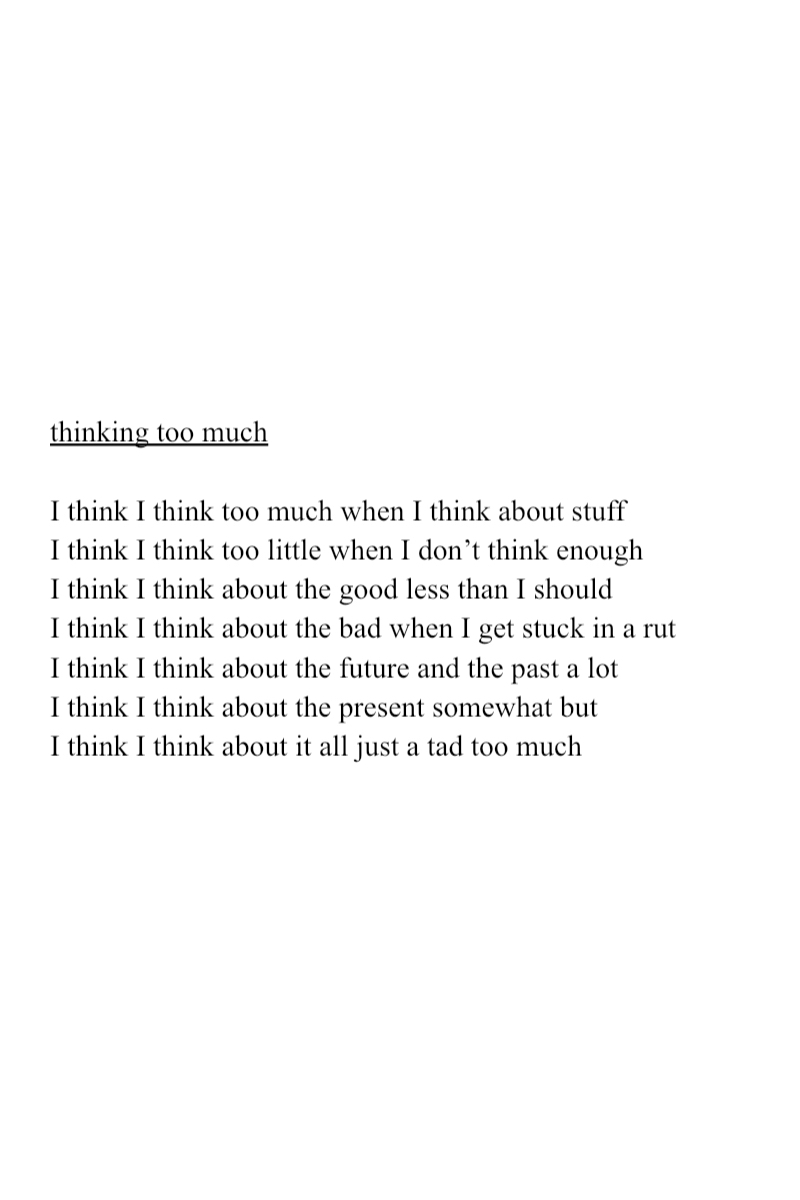 thinking too much
I think I think too much when I think about stuff
I think I think too little when I don’t think enough
I think I think about the good less than I should
I think I think about the bad when I get stuck in a rut
I think I think about the future and the past a lot
I think I think about the present somewhat but
I think I think about it all just a tad too much